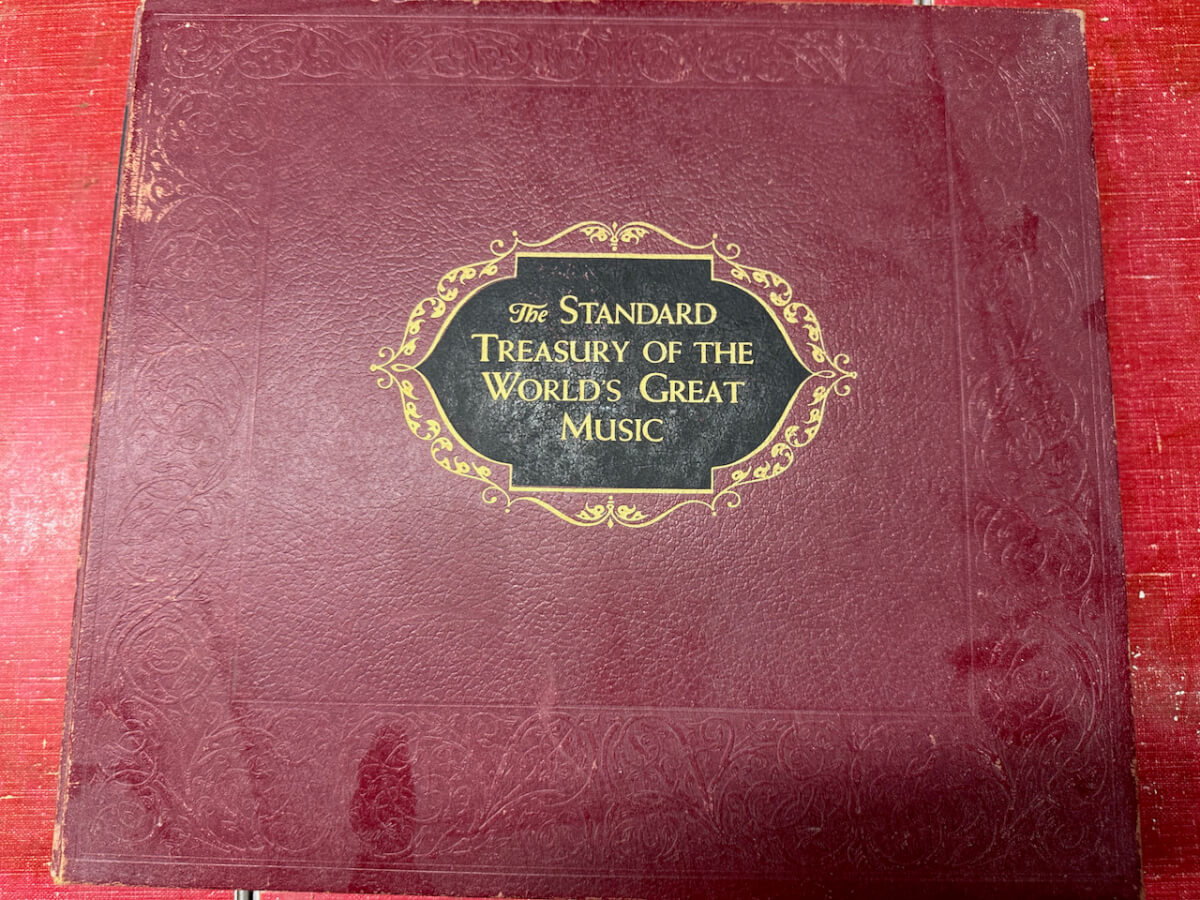 The STANDARD
TREASURY OF THE
WORLD'S GREAT
MUSIC